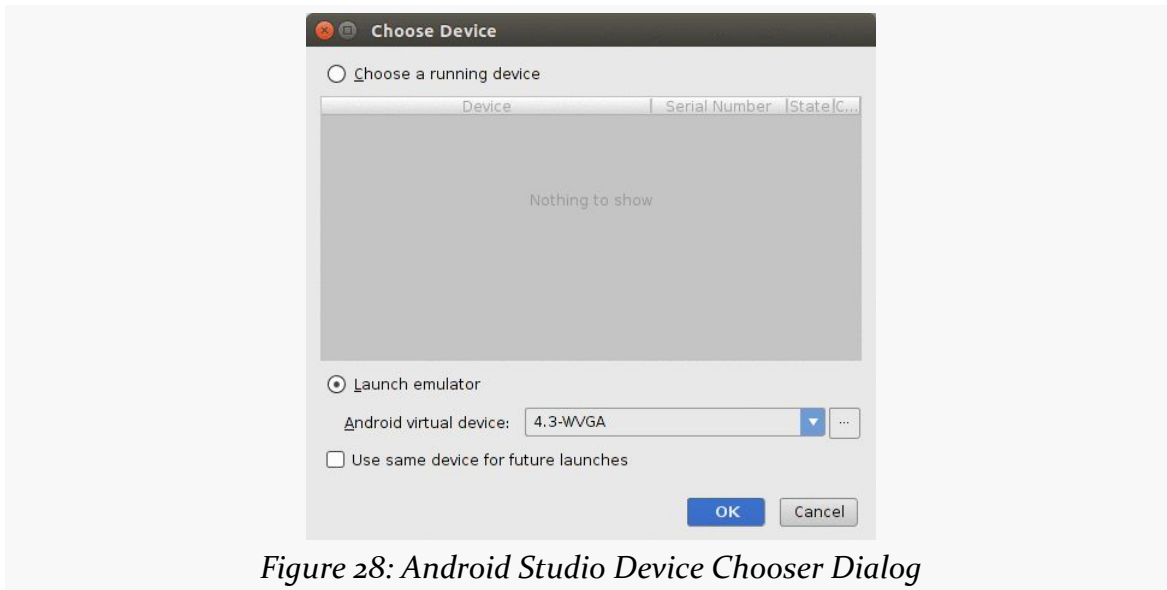 Choose Device
Choose a running device
Device Serial Number State C...
Nothing to show
Launch emulator
Android virtual device: 4.3-WVGA ...
Use same device for future launches
OK Cancel
Figure 28: Android Studio Device Chooser Dialog